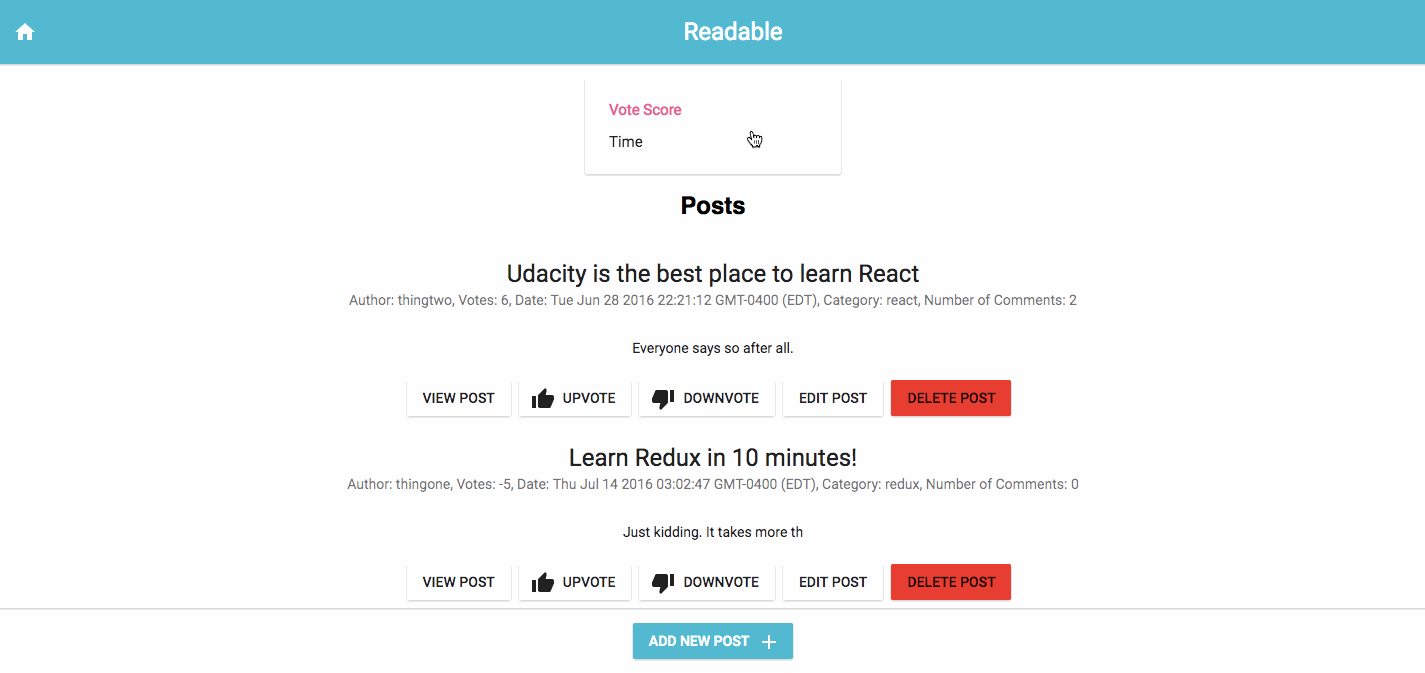 Readable
Vote Score
Time
Posts
Udacity is the best place to learn React
Author: thingtwo, Votes: 6, Date: Tue Jun 28 2016 22:21:12 GMT-0400 (EDT), Category: react, Number of Comments: 2
Everyone says so after all.
VIEW POST UPVOTE DOWNVOTE EDIT POST DELETE POST
Learn Redux in 10 minutes!
Author: thingone, Votes: -5, Date: Thu Jul 14 2016 03:02:47 GMT-0400 (EDT), Category: redux, Number of Comments: 0
Just kidding. It takes more th
VIEW POST UPVOTE DOWNVOTE EDIT POST DELETE POST
ADD NEW POST